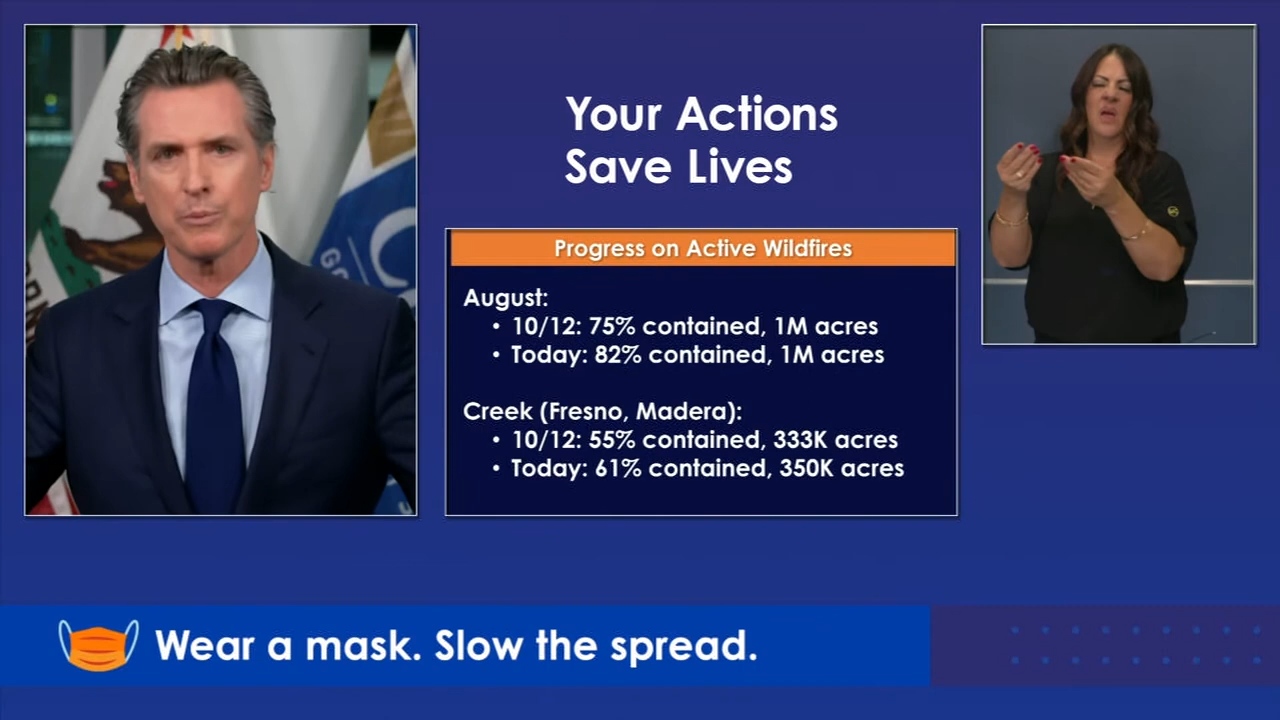 Your Actions
Save Lives
Progress on Active Wildfires
August:
• 10/12: 75% contained, 1M acres
• Today: 82% contained, 1M acres
Creek (Fresno, Madera):
• 10/12: 55% contained, 333K acres
• Today: 61% contained, 350K acres
Wear a mask. Slow the spread.